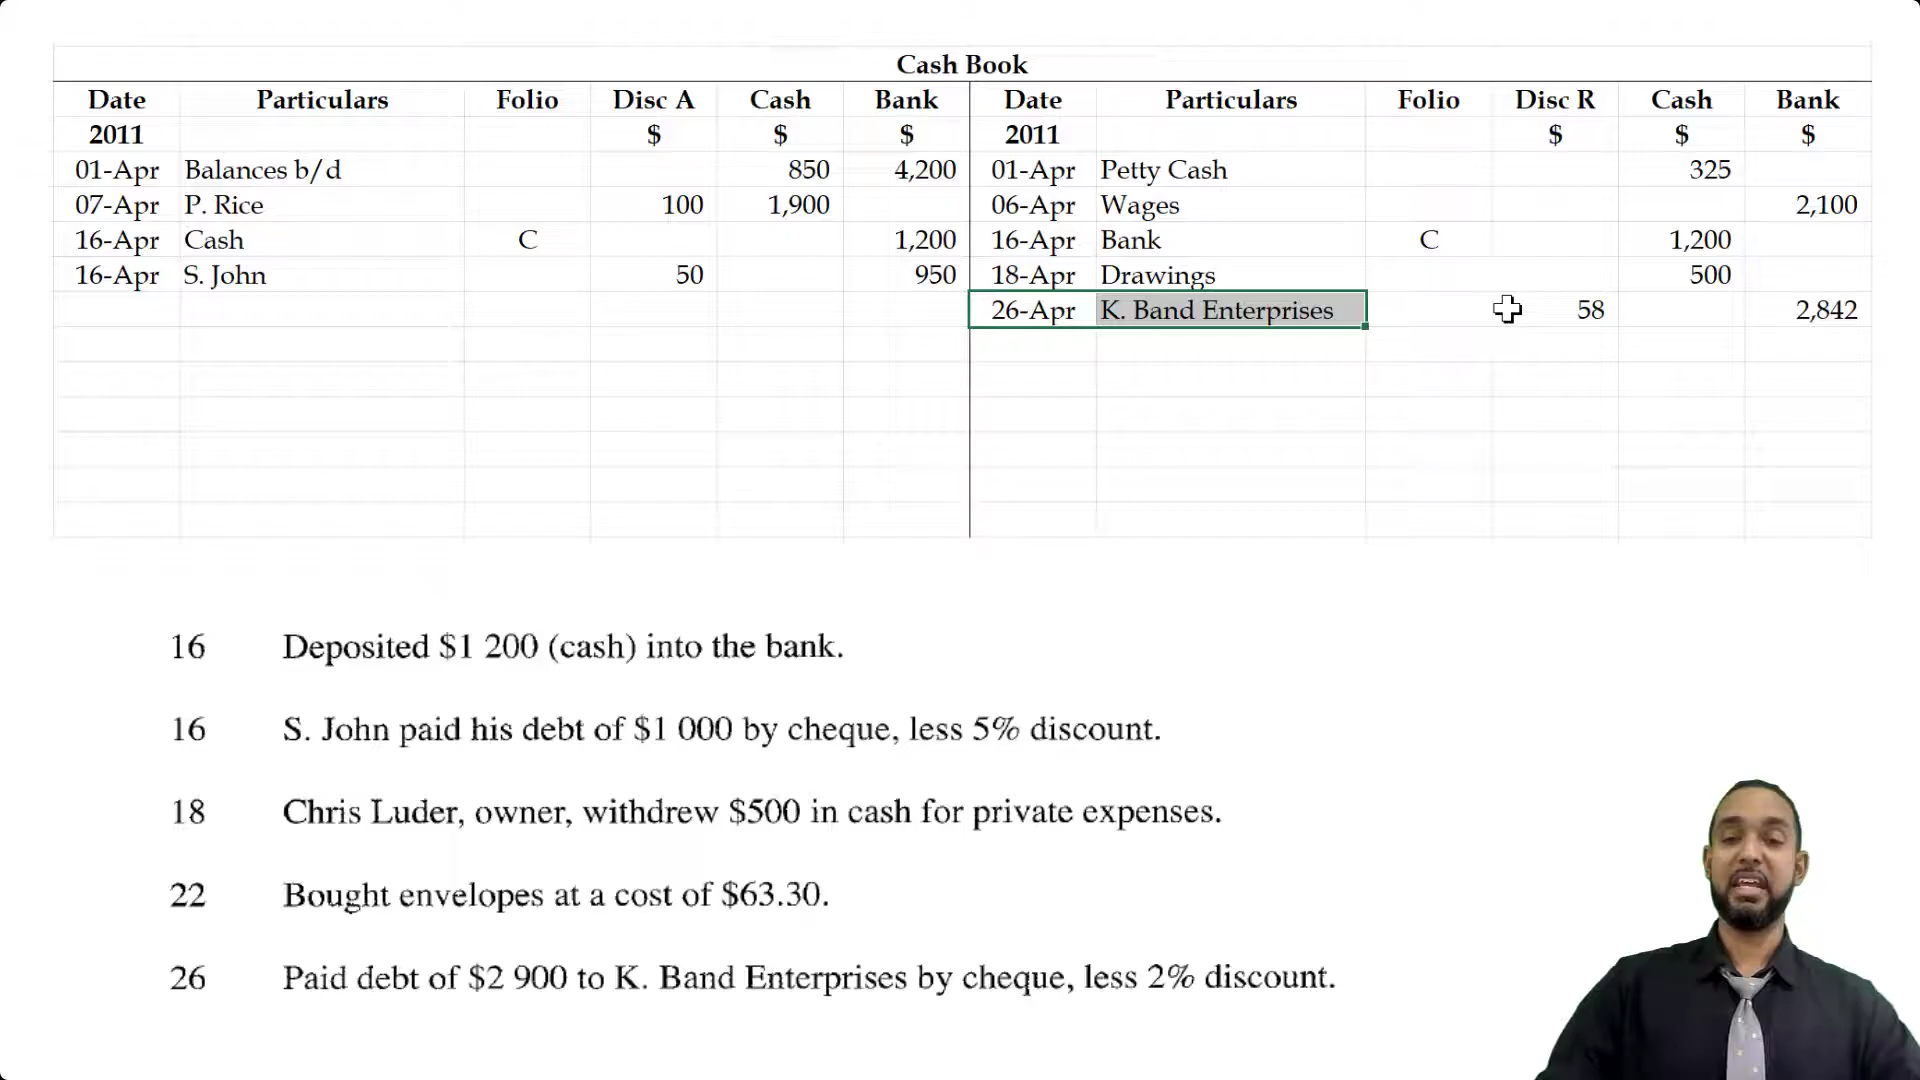 Cash Book
Date Particulars Folio Disc A Cash Bank Date Particulars Folio Disc R Cash Bank
2011 $ $ $ 2011 $ $ $
01-Apr Balances b/d 850 4,200 01-Apr Petty Cash 325
07-Apr P. Rice 100 1,900 06-Apr Wages 2,100
16-Apr Cash C 1,200 16-Apr Bank C 1,200
16-Apr S. John 50 950 18-Apr Drawings 500
26-Apr K. Band Enterprises 58 2,842
16 Deposited $1 200 (cash) into the bank.
16 S. John paid his debt of $1 000 by cheque, less 5% discount.
18 Chris Luder, owner, withdrew $500 in cash for private expenses.
22 Bought envelopes at a cost of $63.30.
26 Paid debt of $2 900 to K. Band Enterprises by cheque, less 2% discount.